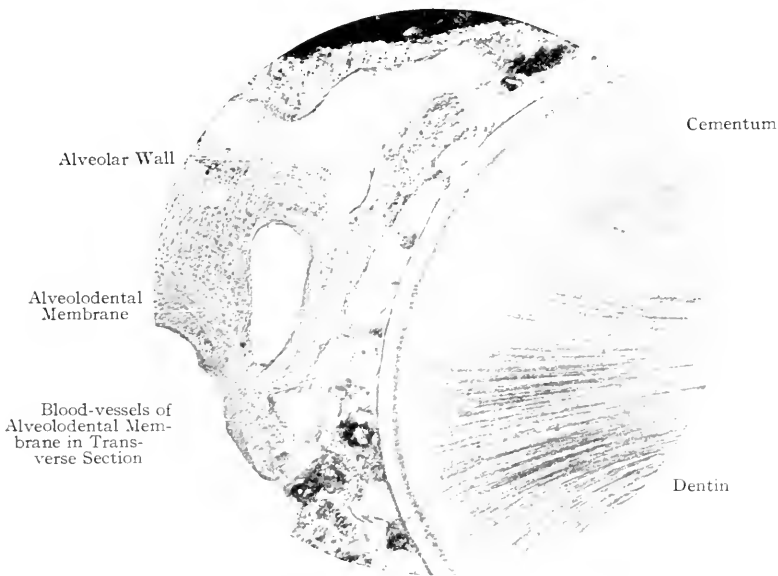 Cementum
Alveolar Wall
Alveolodental
Membrane
Blood-vessels of
Alveolodental Mem-
brane in Trans-
verse Section
Dentin